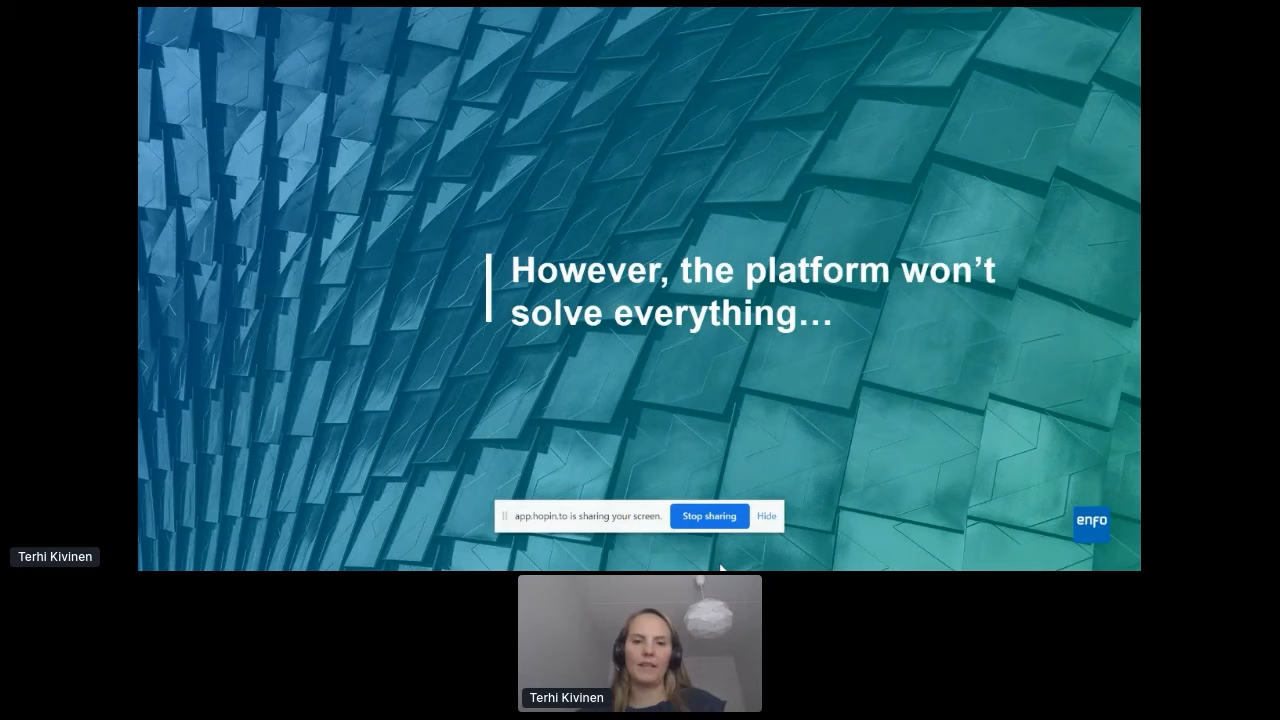 However, the platform won’t
solve everything…
app.hopin.to is sharing your screen.
Stop sharing
Hide
enfo
Terhi Kivinen
Terhi Kivinen